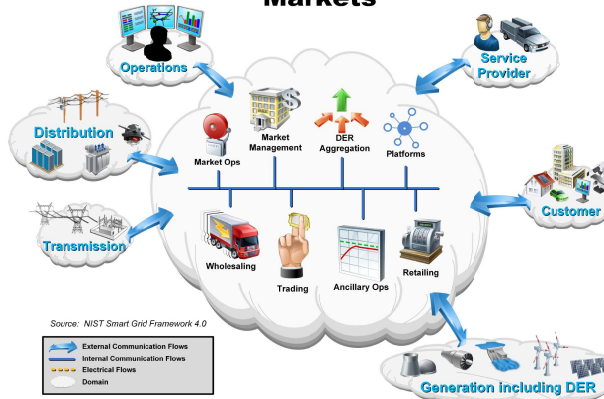 Markets
Operations
Service
Provider
Distribution
Market Ops
Market
Management
DER
Aggregation
Platforms
Customer
Transmission
Wholesaling
Trading
Ancillary Ops
Retailing
Source: NIST Smart Grid Framework 4.0
External Communication Flows
Internal Communication Flows
Electrical Flows
Domain
Generation including DER